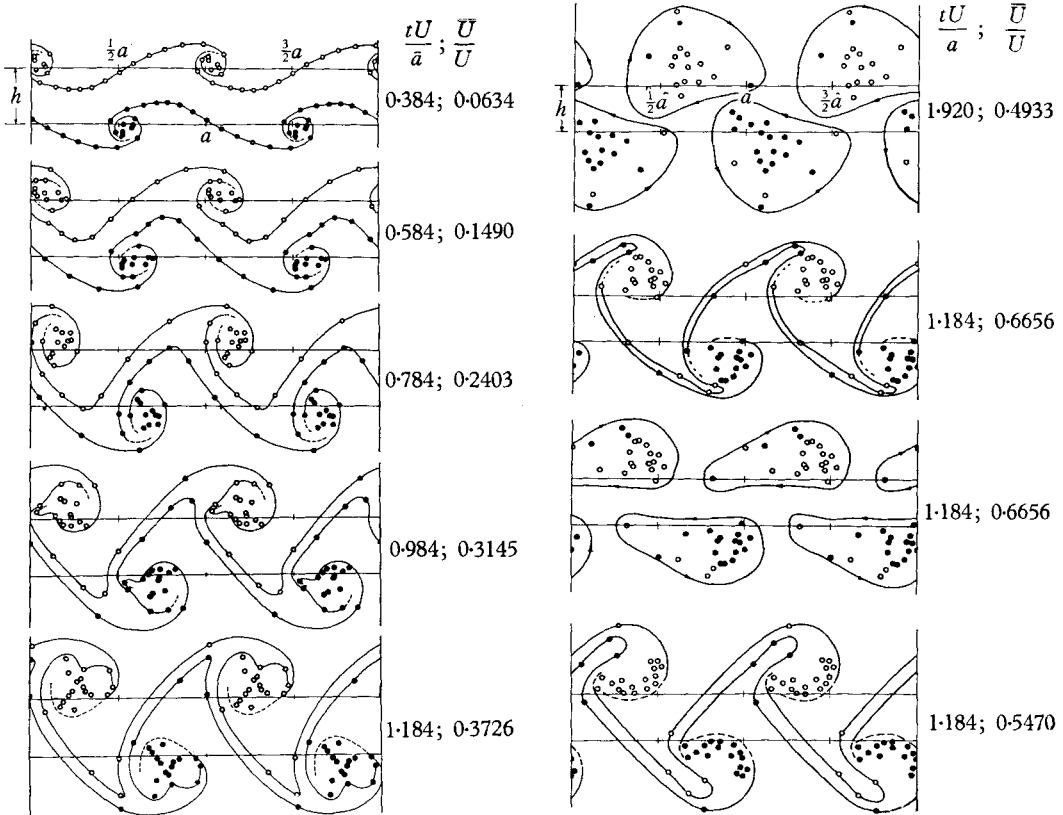 tU/a ; Ū/U
½a
3/2 a
h
a
0·384; 0·0634
0·584; 0·1490
0·784; 0·2403
0·984; 0·3145
1·184; 0·3726
tU/a ; Ū/U
½a
a
3/2 a
h
1·920; 0·4933
1·184; 0·6656
1·184; 0·6656
1·184; 0·5470